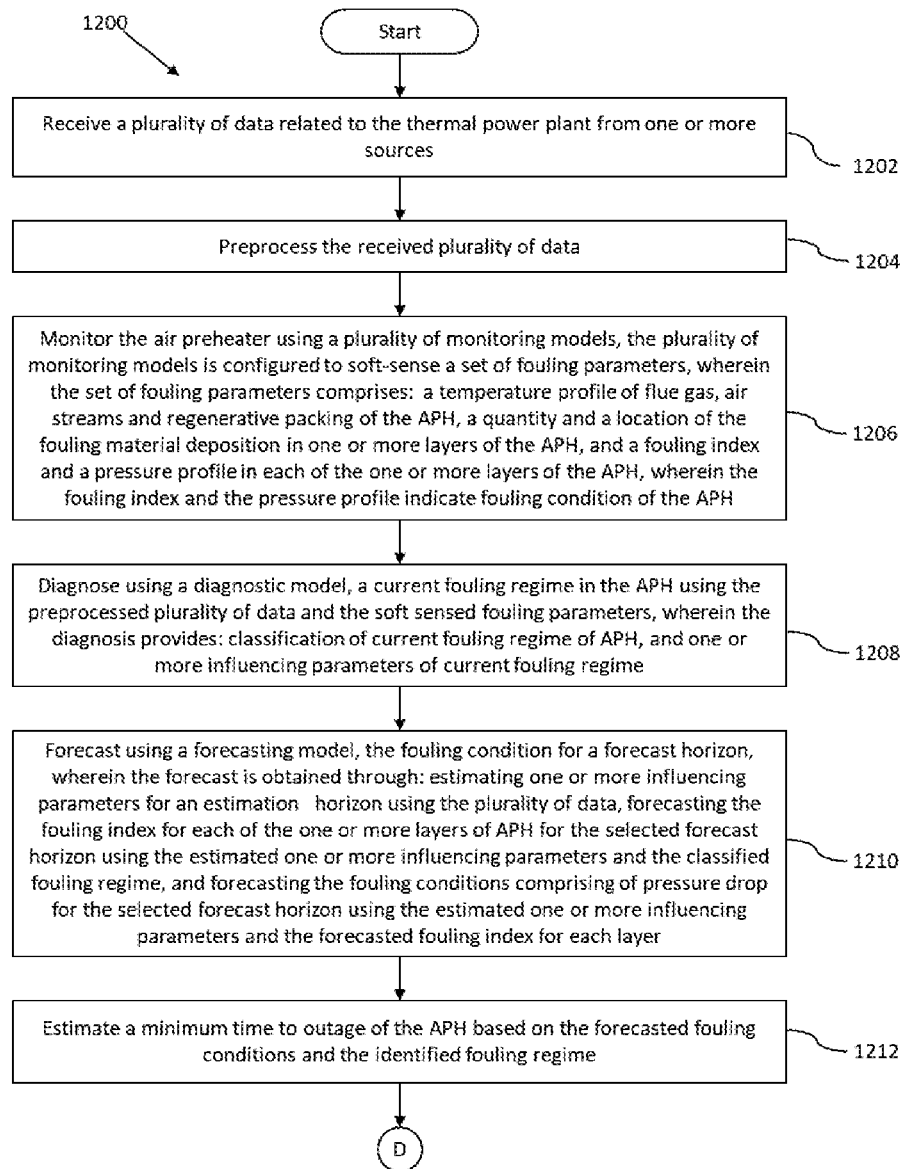 1200
Start
Receive a plurality of data related to the thermal power plant from one or more
sources
1202
Preprocess the received plurality of data
1204
Monitor the air preheater using a plurality of monitoring models, the plurality of
monitoring models is configured to soft-sense a set of fouling parameters, wherein
the set of fouling parameters comprises: a temperature profile of flue gas, air
streams and regenerative packing of the APH, a quantity and a location of the
fouling material deposition in one or more layers of the APH, and a fouling index
and a pressure profile in each of the one or more layers of the APH, wherein the
fouling index and the pressure profile indicate fouling condition of the APH
1206
Diagnose using a diagnostic model, a current fouling regime in the APH using the
preprocessed plurality of data and the soft sensed fouling parameters, wherein the
diagnosis provides: classification of current fouling regime of APH, and one or
more influencing parameters of current fouling regime
1208
Forecast using a forecasting model, the fouling condition for a forecast horizon,
wherein the forecast is obtained through: estimating one or more influencing
parameters for an estimation horizon using the plurality of data, forecasting the
fouling index for each of the one or more layers of APH for the selected forecast
horizon using the estimated one or more influencing parameters and the classified
fouling regime, and forecasting the fouling conditions comprising of pressure drop
for the selected forecast horizon using the estimated one or more influencing
parameters and the forecasted fouling index for each layer
1210
Estimate a minimum time to outage of the APH based on the forecasted fouling
conditions and the identified fouling regime
1212
D